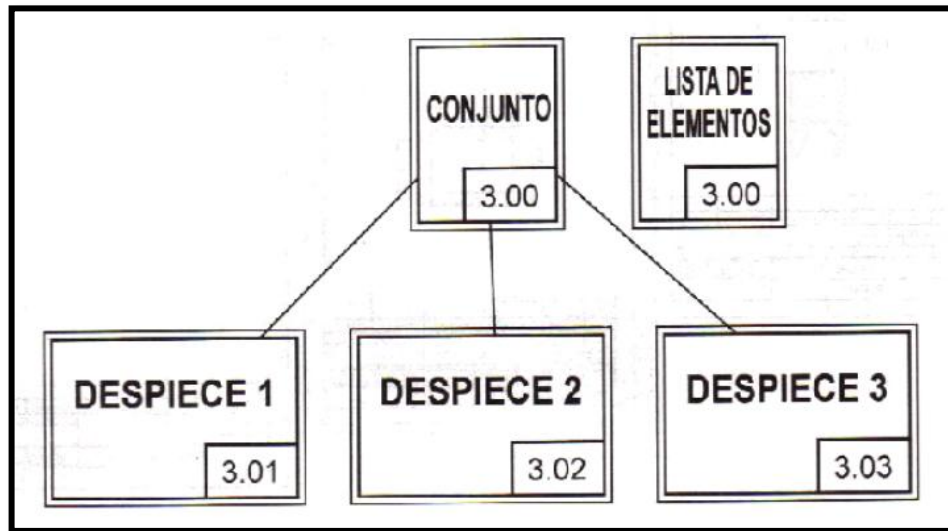 CONJUNTO
3.00
LISTA DE
ELEMENTOS
3.00
DESPIECE 1
3.01
DESPIECE 2
3.02
DESPIECE 3
3.03